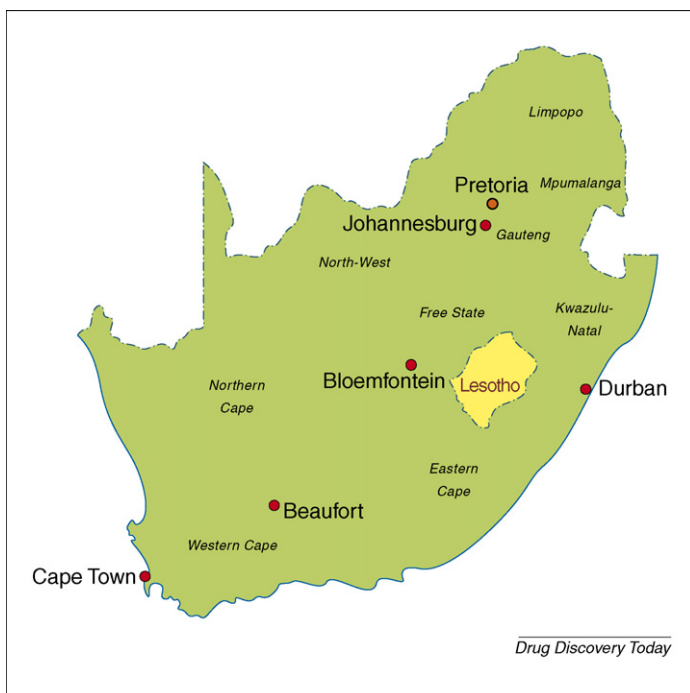 Limpopo
Pretoria
Mpumalanga
Johannesburg
Gauteng
North-West
Free State
Kwazulu-
Natal
Bloemfontein
Lesotho
Durban
Northern
Cape
Eastern
Cape
Beaufort
Western Cape
Cape Town
Drug Discovery Today